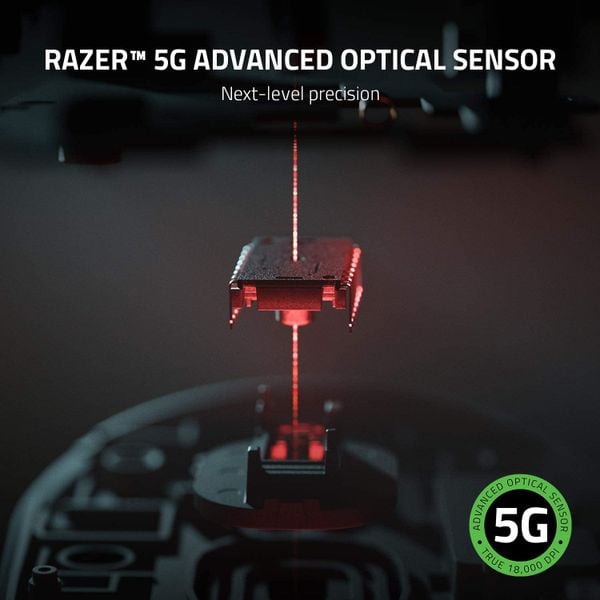 RAZER™ 5G ADVANCED OPTICAL SENSOR
Next-level precision
ADVANCED OPTICAL SENSOR
5G
• TRUE 18,000 DPI •